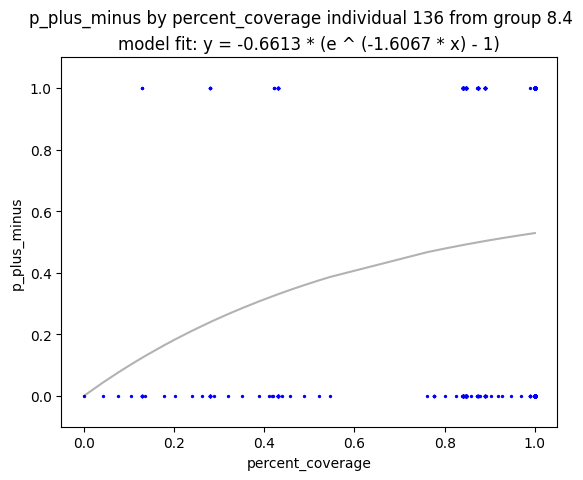 p_plus_minus by percent_coverage individual 136 from group 8.4
model fit: y = -0.6613 * (e ^ (-1.6067 * x) - 1)
1.0
0.8
0.6
0.4
0.2
0.0
p_plus_minus
0.0 0.2 0.4 0.6 0.8 1.0
percent_coverage